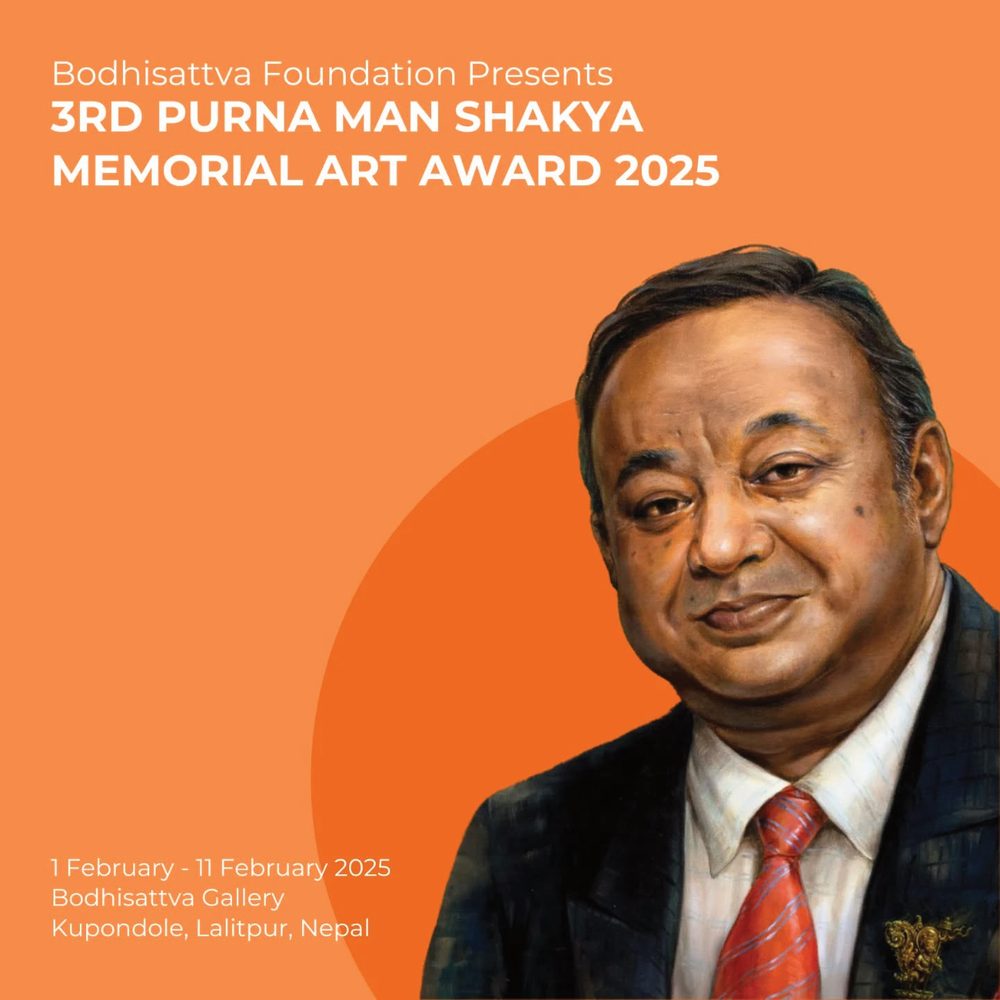 Bodhisattva Foundation Presents
3RD PURNA MAN SHAKYA
MEMORIAL ART AWARD 2025
1 February - 11 February 2025
Bodhisattva Gallery
Kupondole, Lalitpur, Nepal